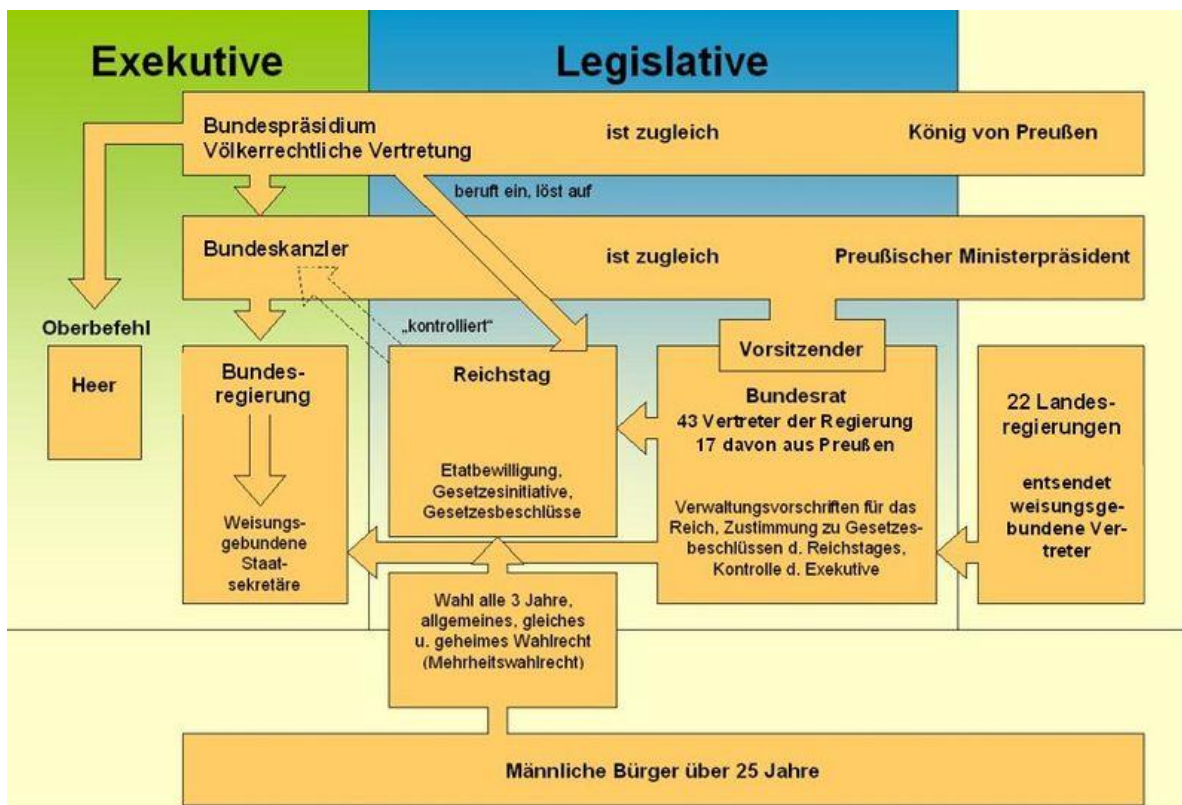 Exekutive
Legislative
Bundespräsidium
Völkerrechtliche Vertretung
ist zugleich
König von Preußen
beruft ein, löst auf
Bundeskanzler
ist zugleich
Preußischer Ministerpräsident
„kontrolliert“
Oberbefehl
Heer
Bundes-
regierung
Weisungs-
gebundene
Staat-
sekretäre
Reichstag
Etatbewilligung,
Gesetzesinitiative,
Gesetzesbeschlüsse
Vorsitzender
Bundesrat
43 Vertreter der Regierung
17 davon aus Preußen
Verwaltungsvorschriften für das
Reich, Zustimmung zu Gesetzes-
beschlüssen d. Reichstages,
Kontrolle d. Exekutive
22 Landes-
regierungen
entsendet
weisungsge-
bundene Ver-
treter
Wahl alle 3 Jahre,
allgemeines, gleiches
u. geheimes Wahlrecht
(Mehrheitswahlrecht)
Männliche Bürger über 25 Jahre